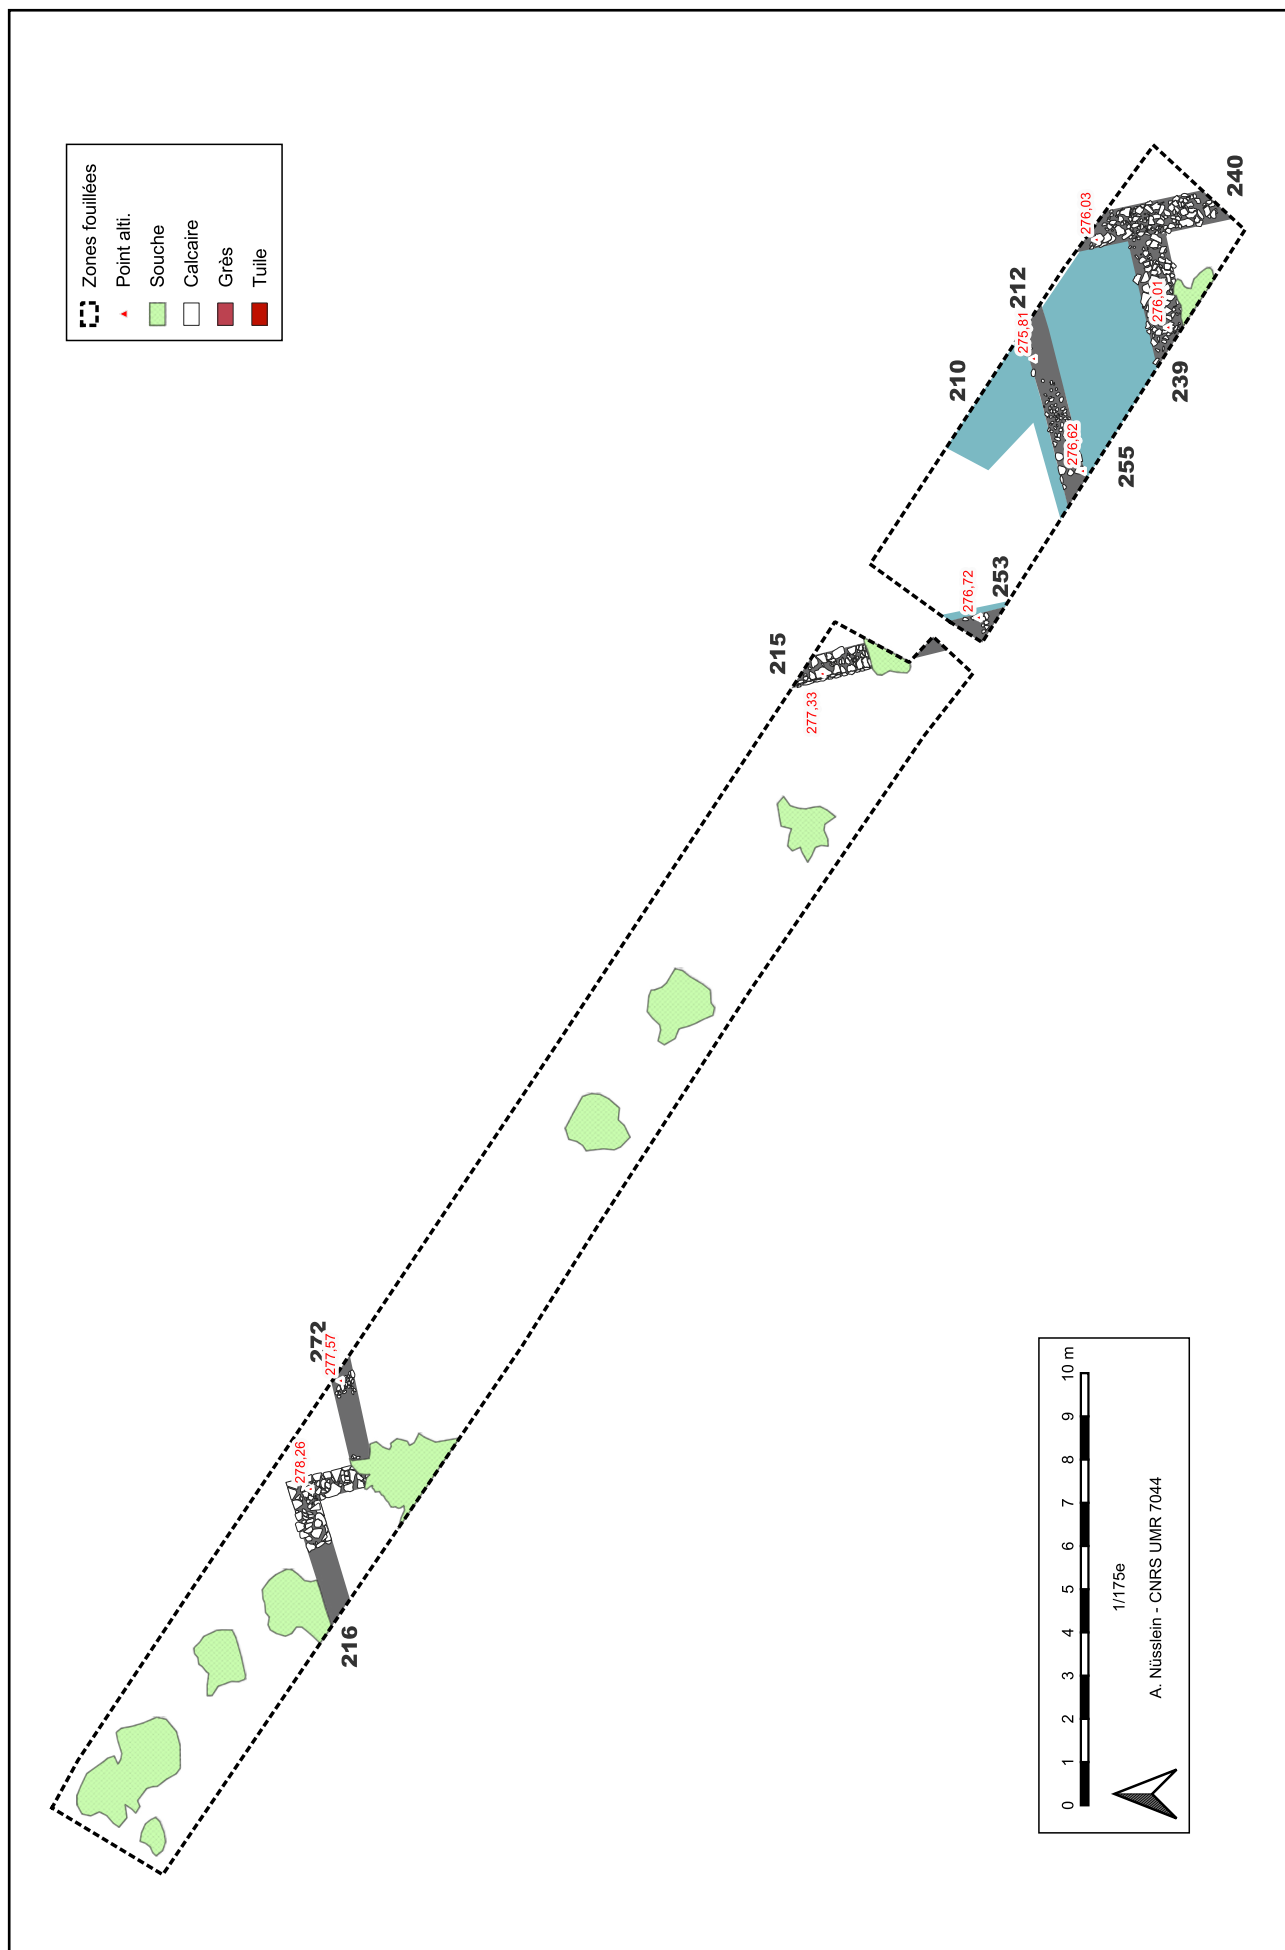 Zones fouillées
Point alti.
Souche
Calcaire
Grès
Tuile
240
276,03
212
275,81
276,01
210
239
276,62
255
253
276,72
215
277,33
272
277,57
278,26
216
0 1 2 3 4 5 6 7 8 9 10 m
1/175e
A. Nüsslein - CNRS UMR 7044